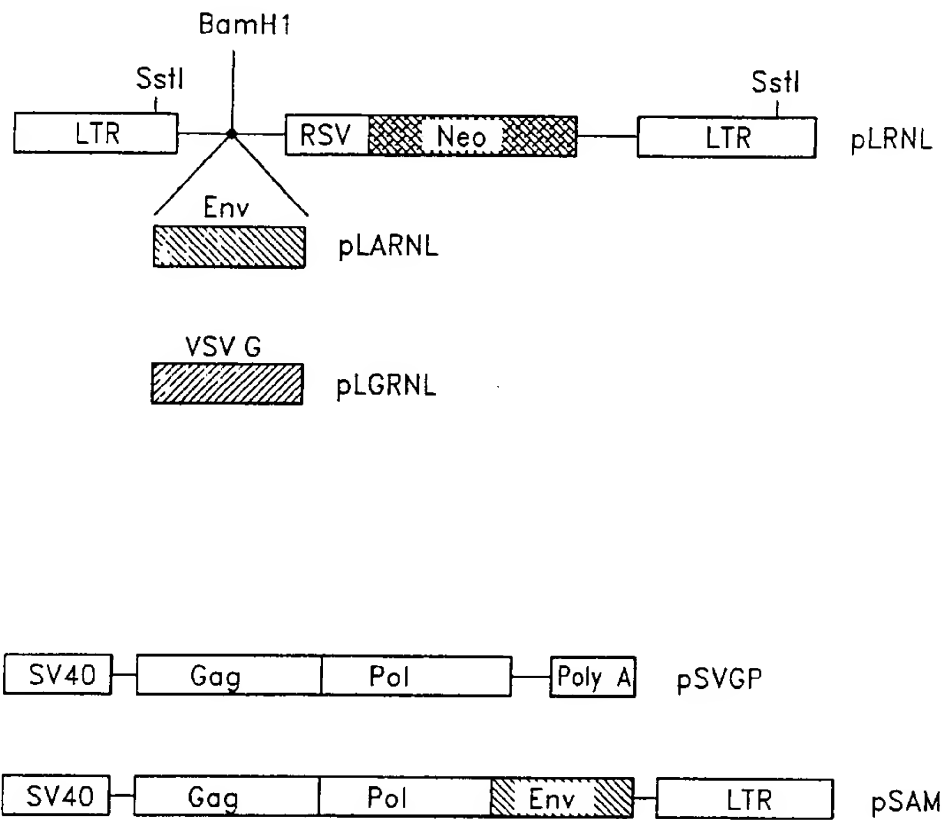 BamH1
SstI SstI
LTR RSV Neo LTR pLRNL
Env
pLARNL
VSV G
pLGRNL
SV40 Gag Pol Poly A pSVGP
SV40 Gag Pol Env LTR pSAM